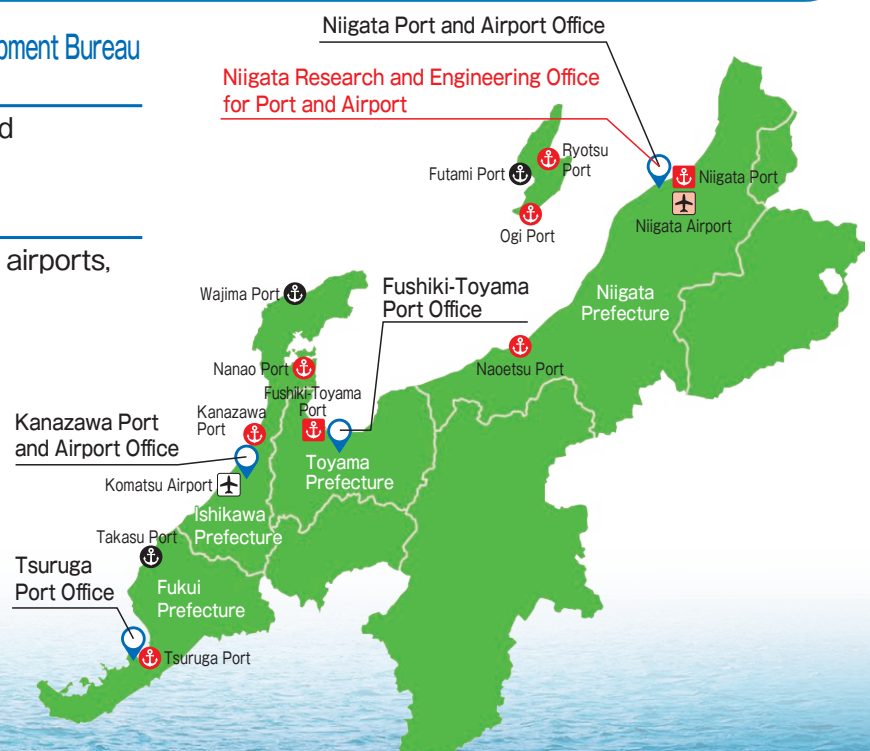 pment Bureau
d
airports,
Niigata Port and Airport Office
Niigata Research and Engineering Office
for Port and Airport
Ryotsu
Port
Futami Port
Ogi Port
Niigata Port
Niigata Airport
Niigata
Prefecture
Wajima Port
Fushiki-Toyama
Port Office
Naoetsu Port
Nanao Port
Fushiki-Toyama
Port
Kanazawa
Port
Kanazawa Port
and Airport Office
Toyama
Prefecture
Komatsu Airport
Ishikawa
Prefecture
Takasu Port
Tsuruga
Port Office
Fukui
Prefecture
Tsuruga Port